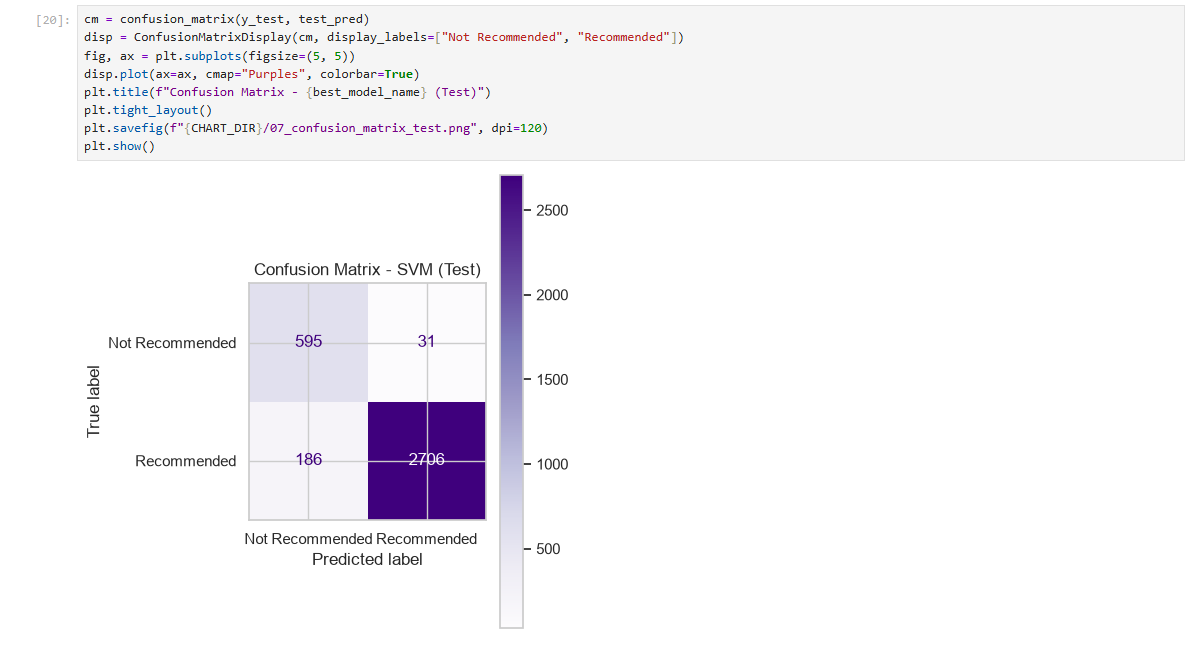 [20]: cm = confusion_matrix(y_test, test_pred)
disp = ConfusionMatrixDisplay(cm, display_labels=["Not Recommended", "Recommended"])
fig, ax = plt.subplots(figsize=(5, 5))
disp.plot(ax=ax, cmap="Purples", colorbar=True)
plt.title(f"Confusion Matrix - {best_model_name} (Test)")
plt.tight_layout()
plt.savefig(f"{CHART_DIR}/07_confusion_matrix_test.png", dpi=120)
plt.show()
Confusion Matrix - SVM (Test)
True label
Not Recommended 595 31
Recommended 186 2706
Not Recommended Recommended
Predicted label
2500
2000
1500
1000
500